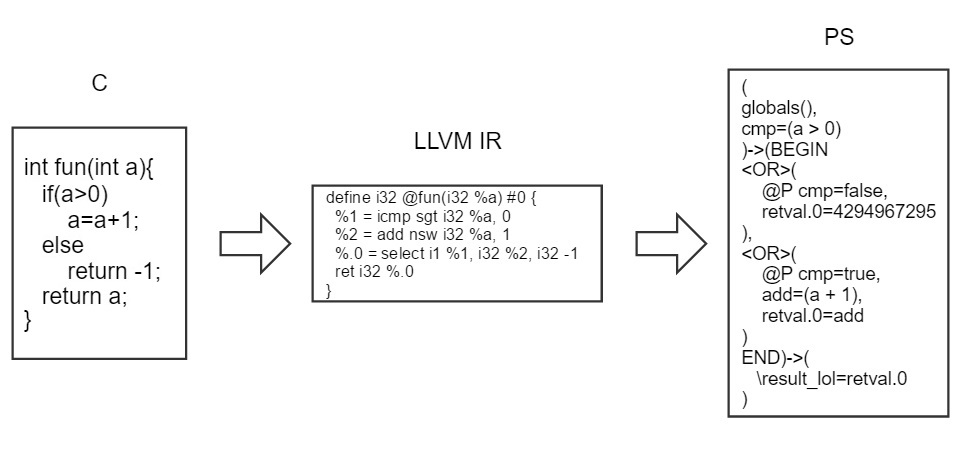 C
int fun(int a){
if(a>0)
a=a+1;
else
return -1;
return a;
}
LLVM IR
define i32 @fun(i32 %a) #0 {
%1 = icmp sgt i32 %a, 0
%2 = add nsw i32 %a, 1
%.0 = select i1 %1, i32 %2, i32 -1
ret i32 %.0
}
PS
(
globals(),
cmp=(a > 0)
)->(BEGIN
<OR>(
@P cmp=false,
retval.0=4294967295
),
<OR>(
@P cmp=true,
add=(a + 1),
retval.0=add
)
END)->(
\result_lol=retval.0
)